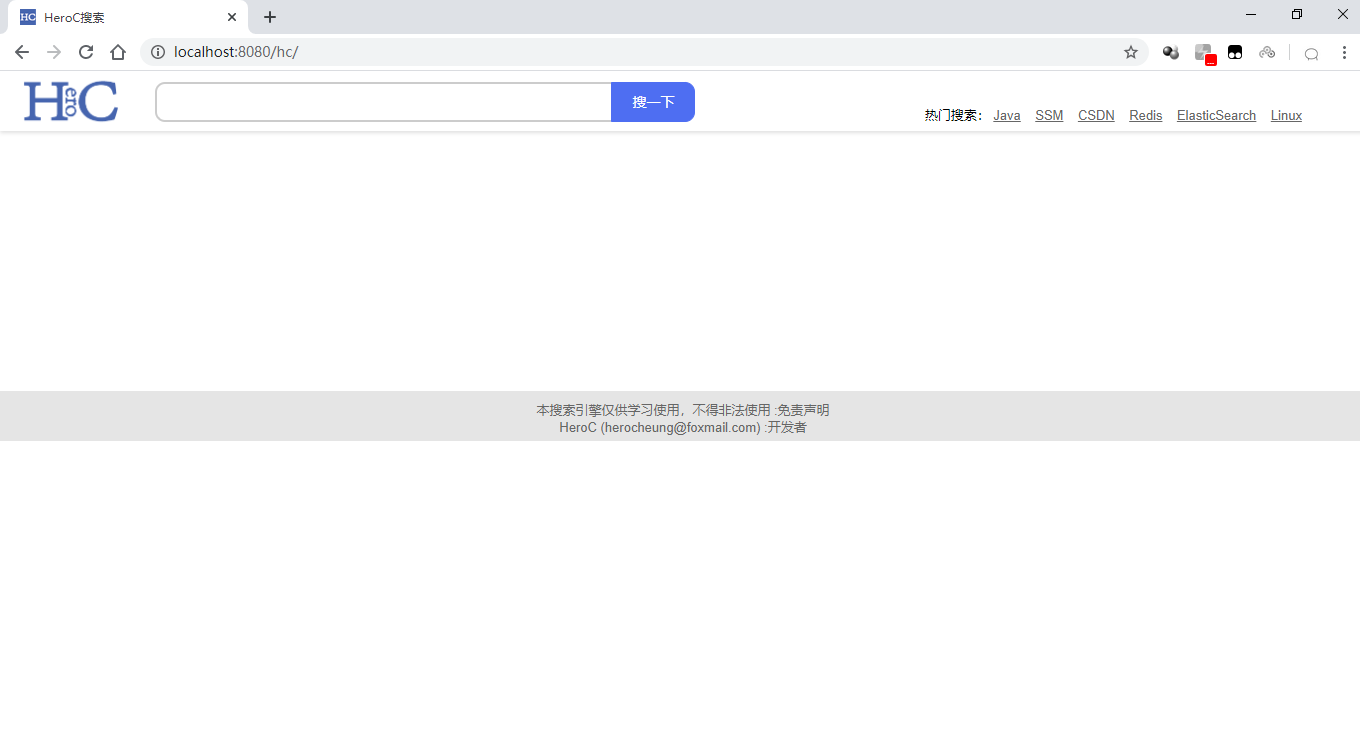 HC HeroC搜索
localhost:8080/hc/
HeroC
搜一下
热门搜索： Java SSM CSDN Redis ElasticSearch Linux
本搜索引擎仅供学习使用，不得非法使用 :免责声明
HeroC (herocheung@foxmail.com) :开发者